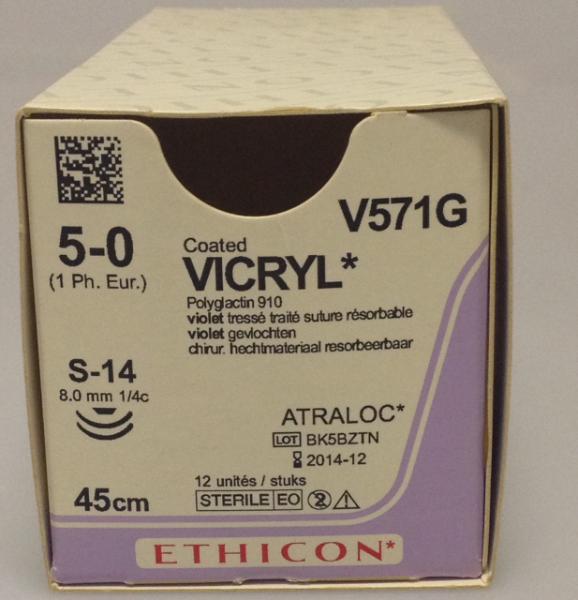 V571G
5-0
(1 Ph. Eur.)
Coated
VICRYL*
Polyglactin 910
violet tressé traité suture résorbable
violet gevlochten
chirur. hechtmateriaal resorbeerbaar
S-14
8.0 mm 1/4c
ATRALOC*
LOT BK5BZTN
2014-12
12 unités / stuks
45cm
STERILE EO 2
ETHICON*